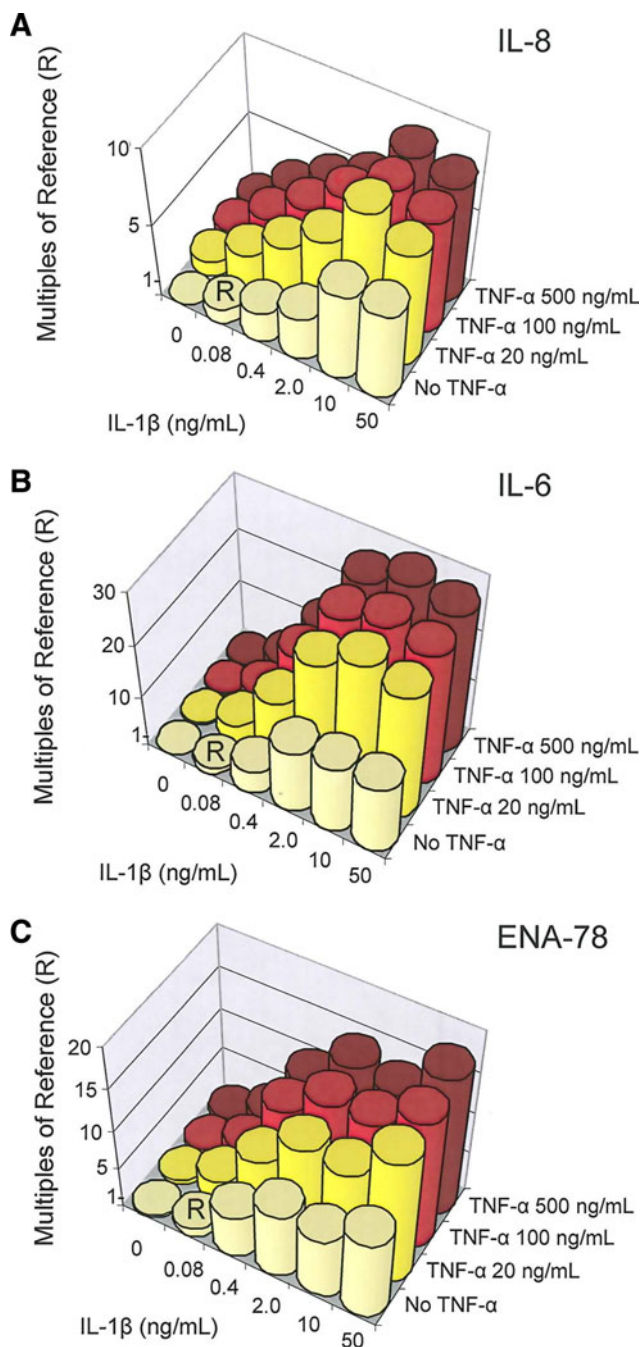 A
IL-8
Multiples of Reference (R)
10
5
1
R
0
0.08
0.4
2.0
10
50
IL-1β (ng/mL)
TNF-α 500 ng/mL
TNF-α 100 ng/mL
TNF-α 20 ng/mL
No TNF-α
B
IL-6
Multiples of Reference (R)
30
20
10
1
R
0
0.08
0.4
2.0
10
50
IL-1β (ng/mL)
TNF-α 500 ng/mL
TNF-α 100 ng/mL
TNF-α 20 ng/mL
No TNF-α
C
ENA-78
Multiples of Reference (R)
20
15
10
5
1
R
0
0.08
0.4
2.0
10
50
IL-1β (ng/mL)
TNF-α 500 ng/mL
TNF-α 100 ng/mL
TNF-α 20 ng/mL
No TNF-α